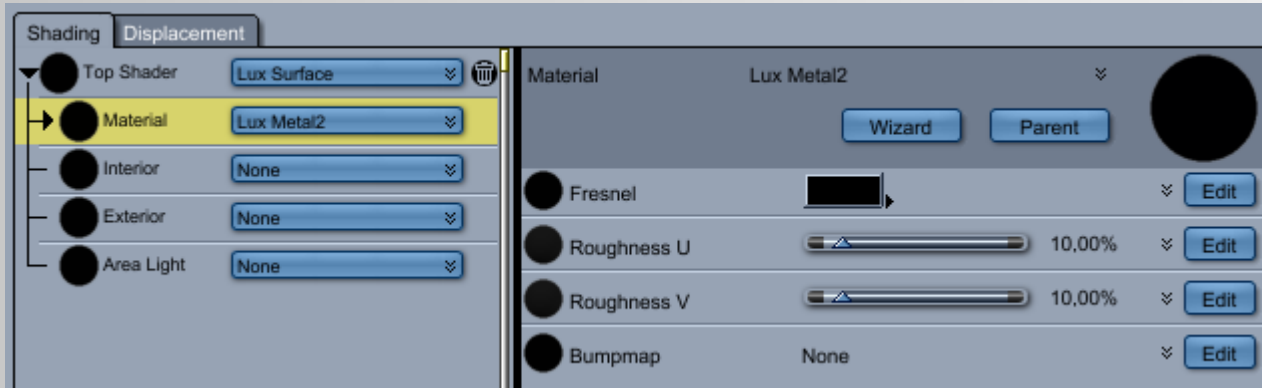 Shading Displacement
Top Shader Lux Surface
Material Lux Metal2
Interior None
Exterior None
Area Light None
Material Lux Metal2
Wizard Parent
Fresnel Edit
Roughness U 10,00% Edit
Roughness V 10,00% Edit
Bumpmap None Edit